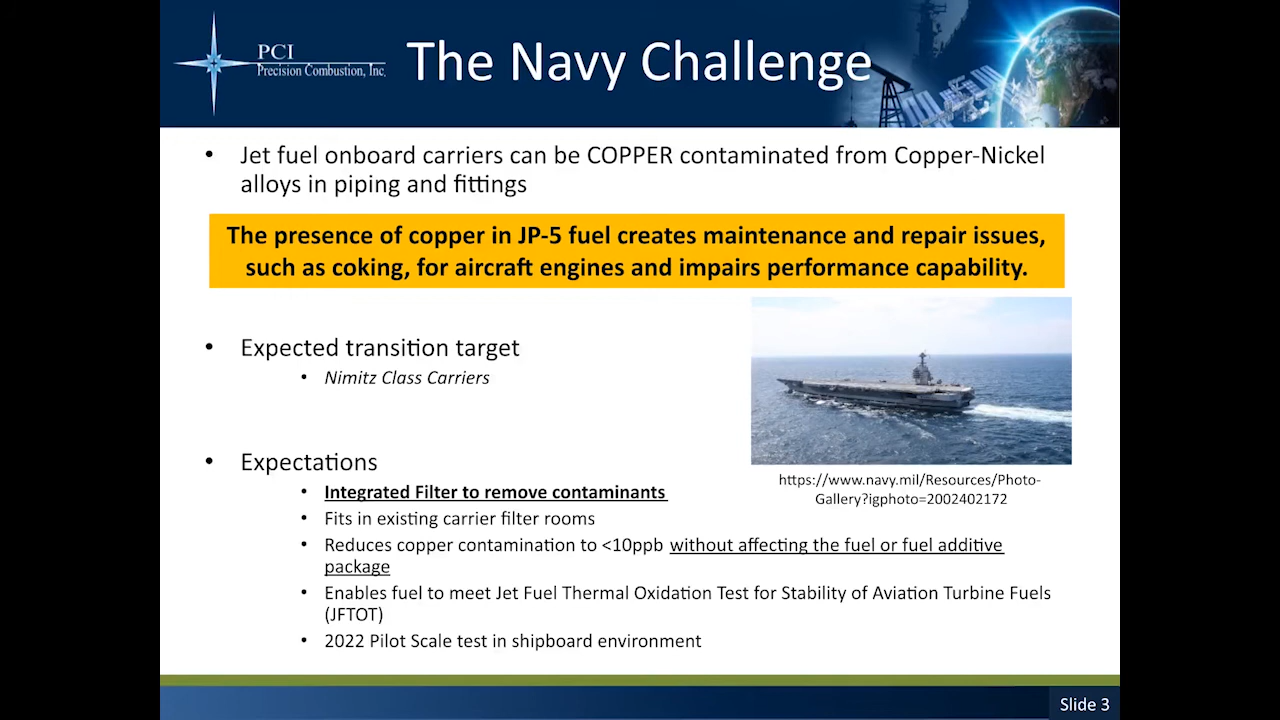 PCI
Precision Combustion, Inc.
The Navy Challenge
• Jet fuel onboard carriers can be COPPER contaminated from Copper-Nickel
alloys in piping and fittings
The presence of copper in JP-5 fuel creates maintenance and repair issues,
such as coking, for aircraft engines and impairs performance capability.
• Expected transition target
• Nimitz Class Carriers
https://www.navy.mil/Resources/Photo-
Gallery?igphoto=2002402172
• Expectations
• Integrated Filter to remove contaminants
• Fits in existing carrier filter rooms
• Reduces copper contamination to <10ppb without affecting the fuel or fuel additive
package
• Enables fuel to meet Jet Fuel Thermal Oxidation Test for Stability of Aviation Turbine Fuels
(JFTOT)
• 2022 Pilot Scale test in shipboard environment
Slide 3